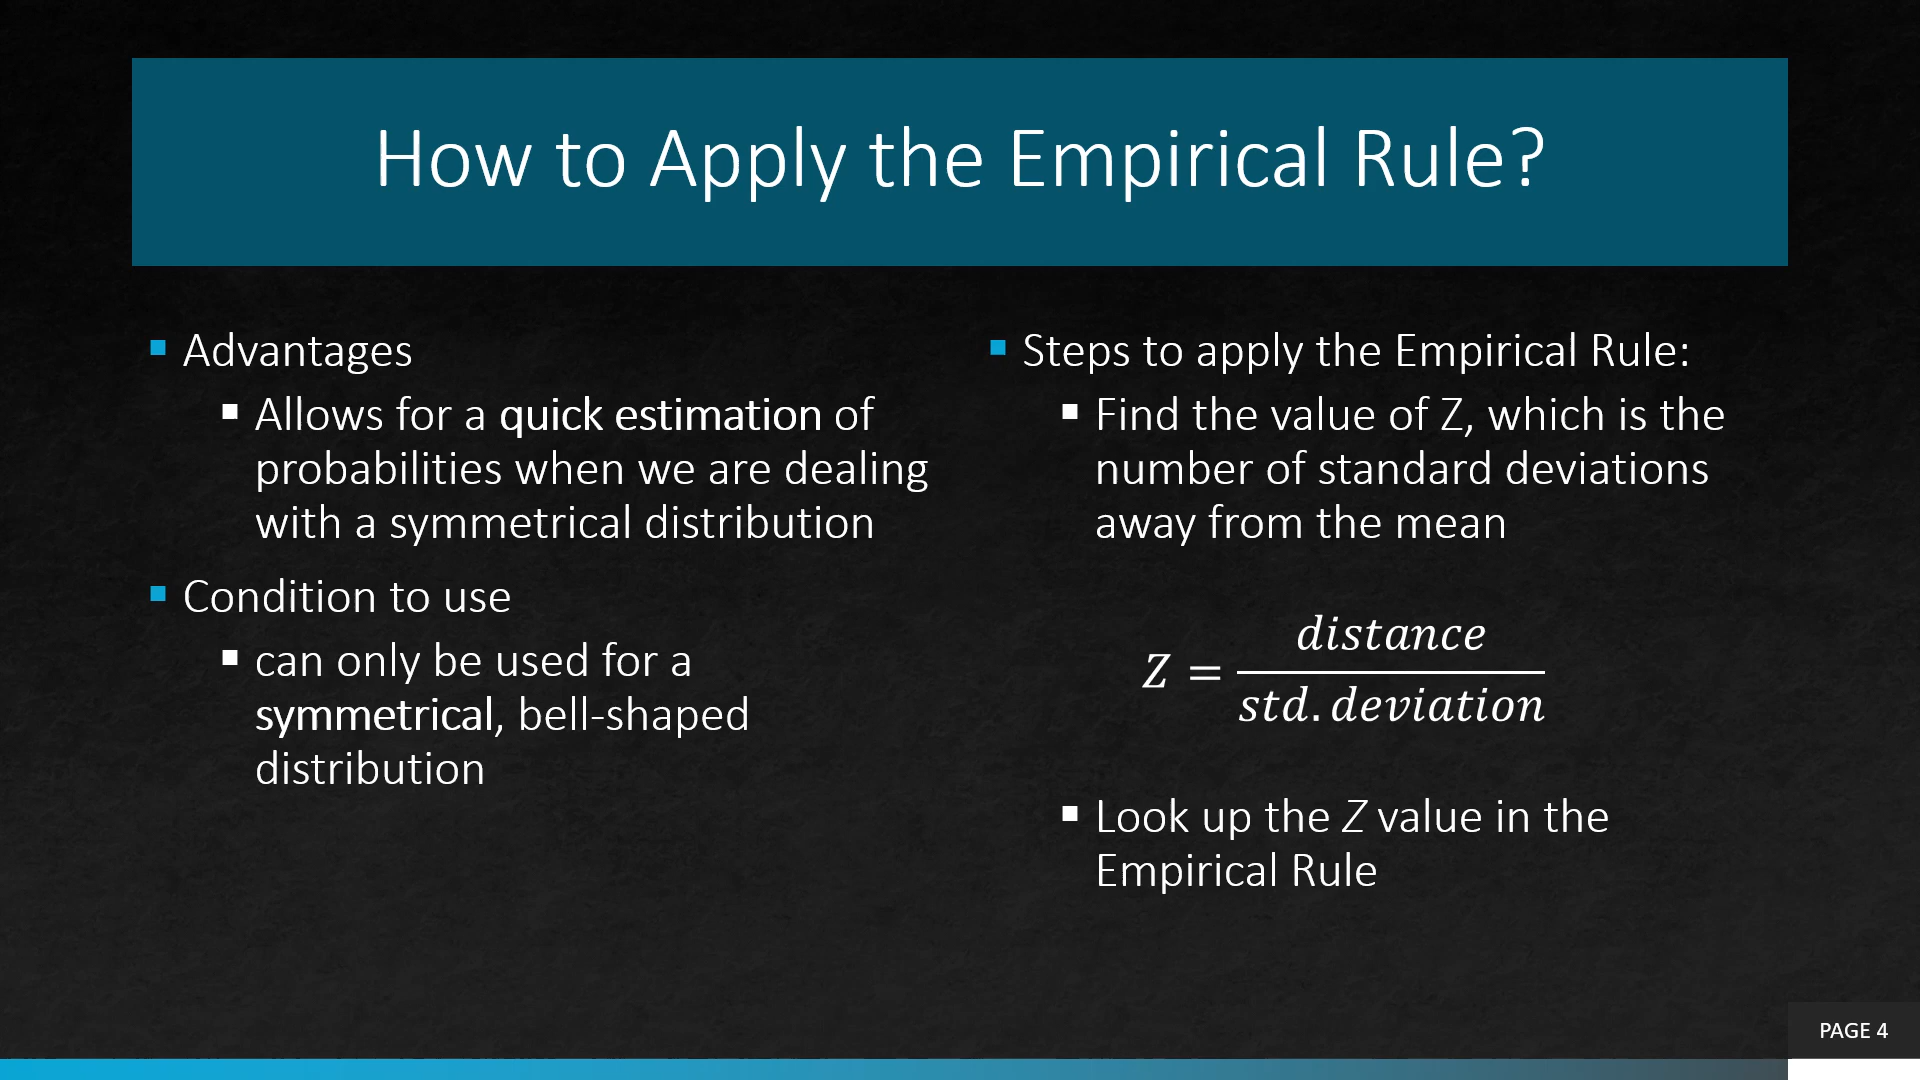 How to Apply the Empirical Rule?
▪ Advantages
▪ Allows for a quick estimation of
probabilities when we are dealing
with a symmetrical distribution
▪ Condition to use
▪ can only be used for a
symmetrical, bell-shaped
distribution
▪ Steps to apply the Empirical Rule:
▪ Find the value of Z, which is the
number of standard deviations
away from the mean
Z = distance / std. deviation
▪ Look up the Z value in the
Empirical Rule
PAGE 4